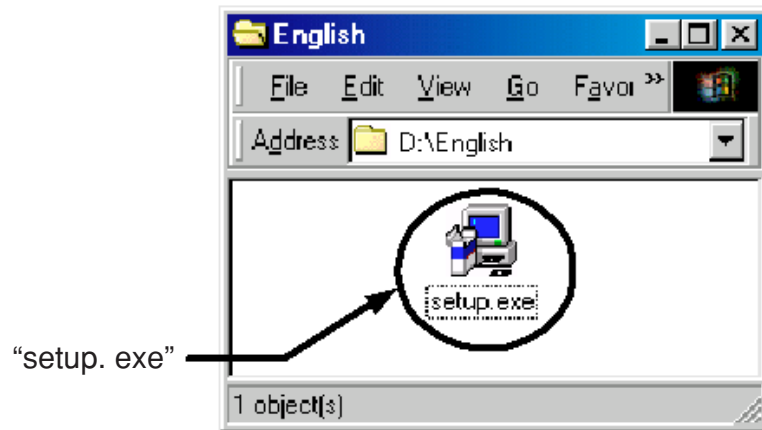 English
File Edit View Go Favor »
Address D:\English
setup.exe
“setup. exe”
1 object(s)